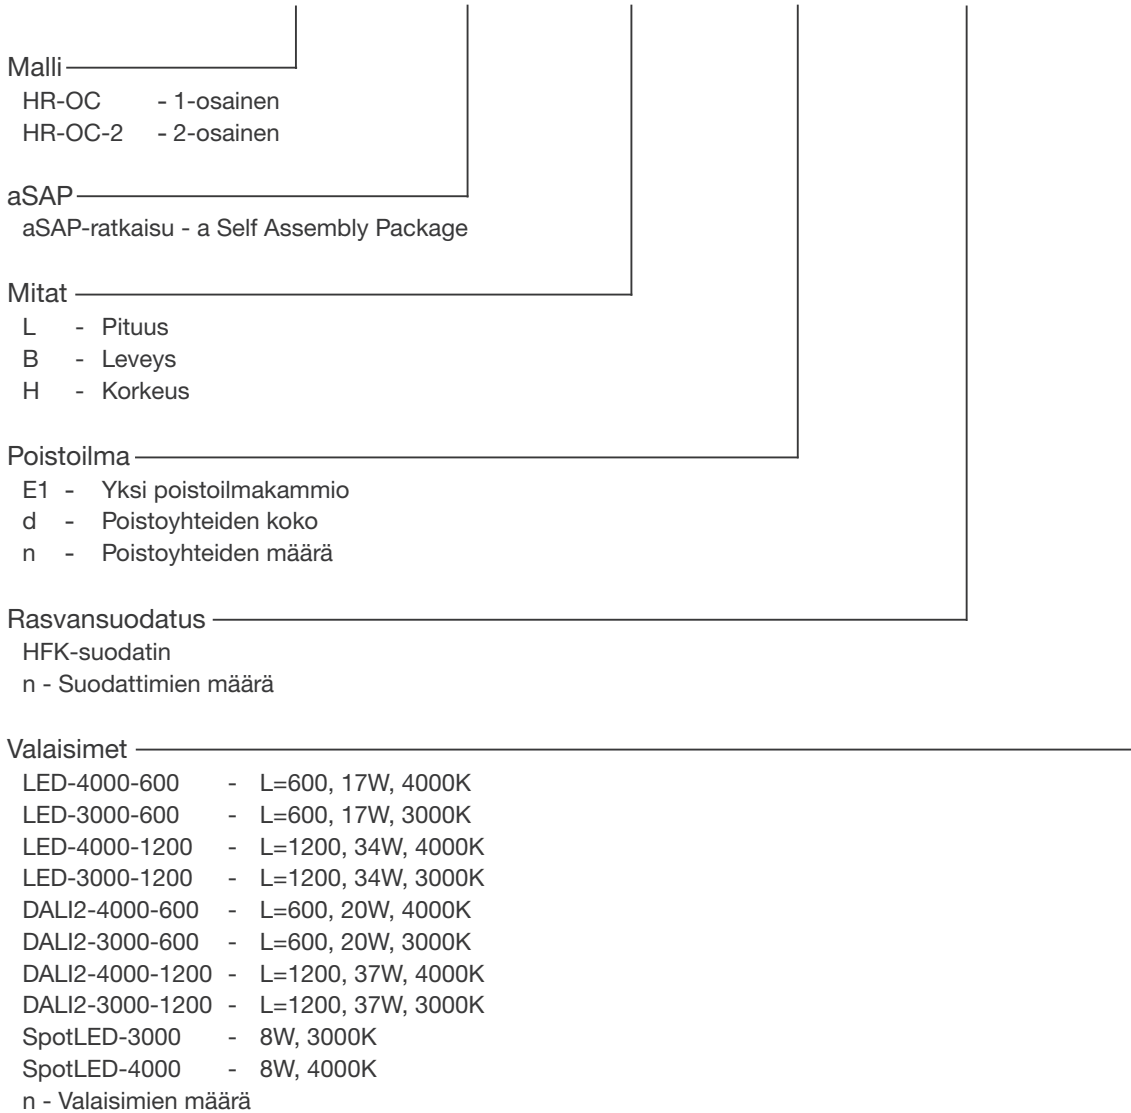 Malli
HR-OC - 1-osainen
HR-OC-2 - 2-osainen
aSAP
aSAP-ratkaisu - a Self Assembly Package
Mitat
L - Pituus
B - Leveys
H - Korkeus
Poistoilma
E1 - Yksi poistoilmakammio
d - Poistoyhteiden koko
n - Poistoyhteiden määrä
Rasvansuodatus
HFK-suodatin
n - Suodattimien määrä
Valaisimet
LED-4000-600 - L=600, 17W, 4000K
LED-3000-600 - L=600, 17W, 3000K
LED-4000-1200 - L=1200, 34W, 4000K
LED-3000-1200 - L=1200, 34W, 3000K
DALI2-4000-600 - L=600, 20W, 4000K
DALI2-3000-600 - L=600, 20W, 3000K
DALI2-4000-1200 - L=1200, 37W, 4000K
DALI2-3000-1200 - L=1200, 37W, 3000K
SpotLED-3000 - 8W, 3000K
SpotLED-4000 - 8W, 4000K
n - Valaisimien määrä